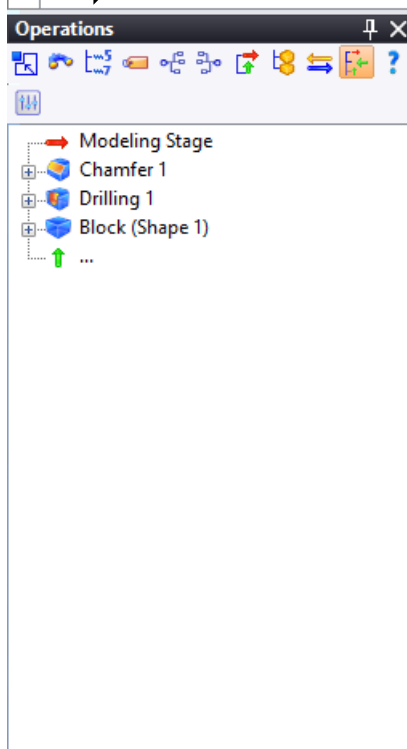 Operations
Modeling Stage
Chamfer 1
Drilling 1
Block (Shape 1)
...